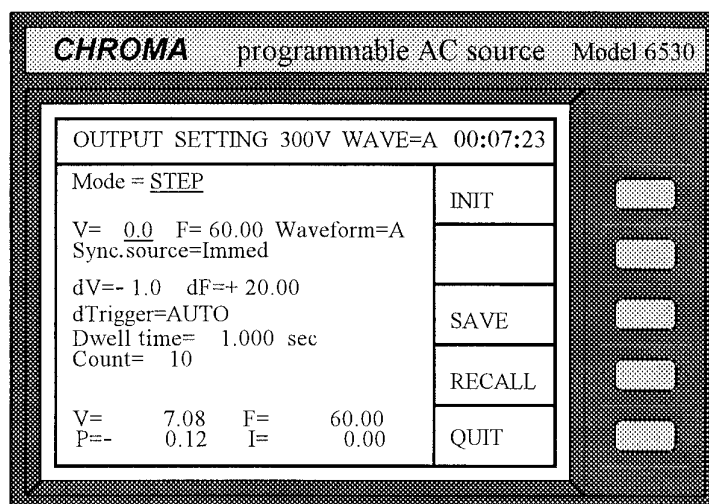 CHROMA programmable AC source Model 6530
OUTPUT SETTING 300V WAVE=A 00:07:23
Mode = STEP
INIT
V= 0.0 F= 60.00 Waveform=A
Sync.source=Immed
dV=- 1.0 dF=+ 20.00
dTrigger=AUTO
SAVE
Dwell time= 1.000 sec
Count= 10
RECALL
V= 7.08 F= 60.00
P=- 0.12 I= 0.00
QUIT